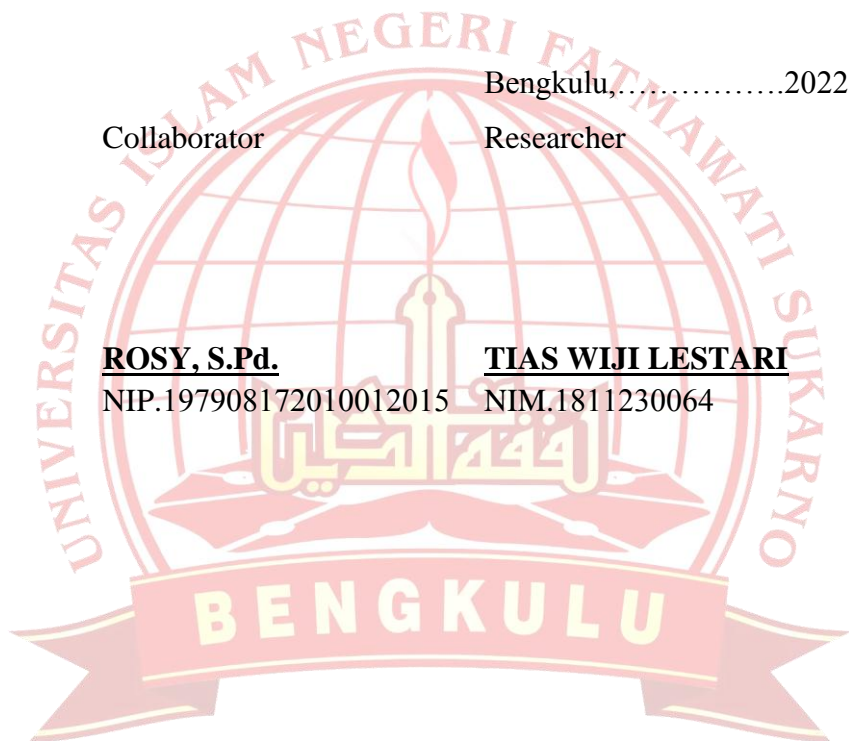 UNIVERSITAS ISLAM NEGERI FATMAWATI SUKARNO
Bengkulu,…………….2022
Collaborator Researcher
ROSY, S.Pd. TIAS WIJI LESTARI
NIP.197908172010012015 NIM.1811230064
BENGKULU